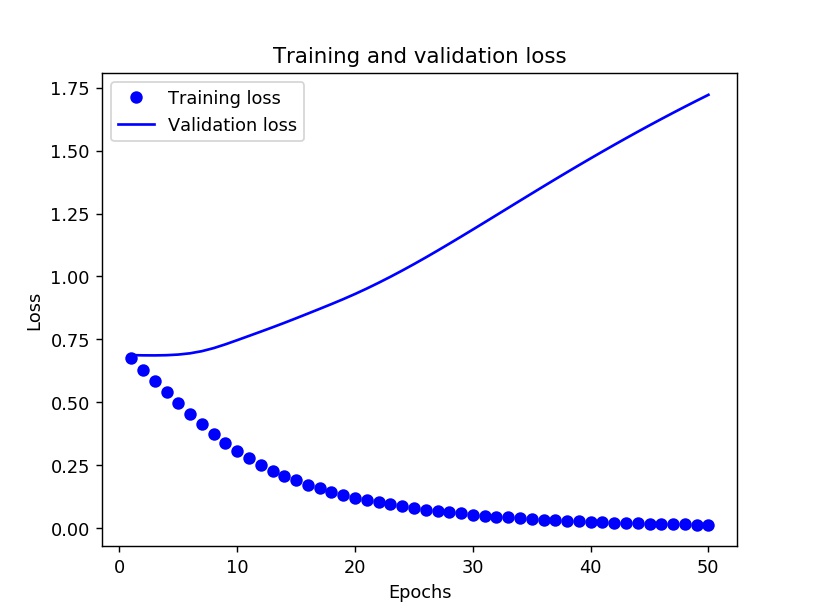 Training and validation loss
Training loss
Validation loss
1.75
1.50
1.25
1.00
0.75
0.50
0.25
0.00
Loss
0 10 20 30 40 50
Epochs